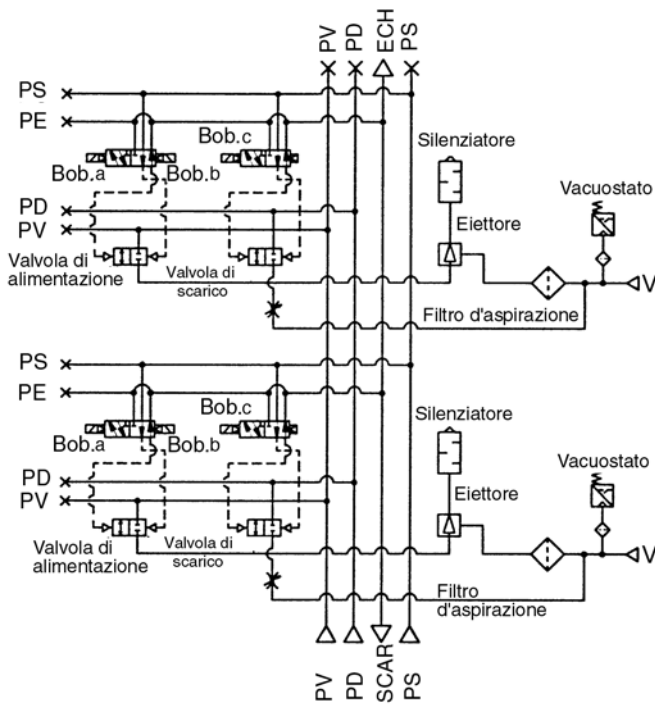 PV PD ECH PS
PS
PE
Bob.c
Silenziatore
Bob.a
Bob.b
Vacuostato
PD
PV
Eiettore
Valvola di
alimentazione
Valvola di
scarico
V
Filtro d'aspirazione
PS
PE
Bob.c
Silenziatore
Bob.a
Bob.b
Vacuostato
PD
PV
Eiettore
Valvola di
alimentazione
Valvola di
scarico
V
Filtro
d'aspirazione
PV PD SCAR PS